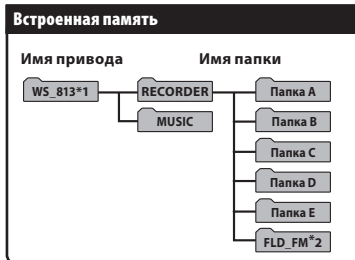 Встроенная память
Имя привода Имя папки
WS_813*1 RECORDER Папка A
MUSIC Папка B
Папка C
Папка D
Папка E
FLD_FM*2